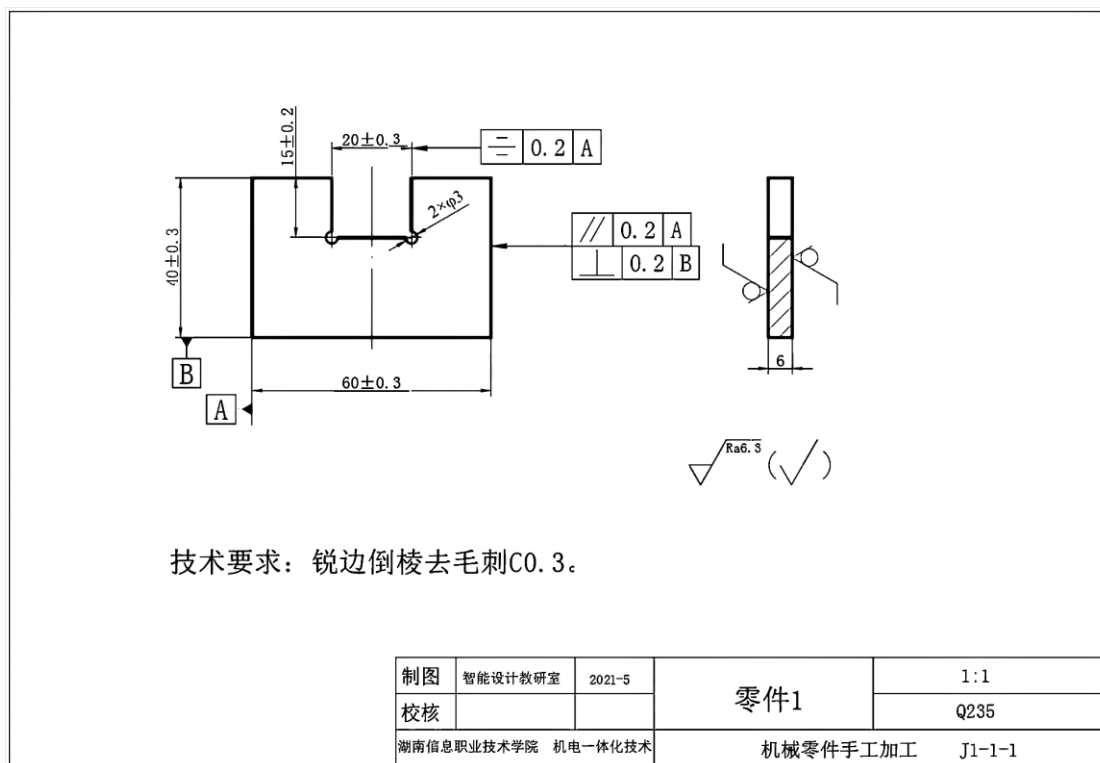 15±0.2
20±0.3
⌯ 0.2 A
2×φ3
40±0.3
// 0.2 A
⊥ 0.2 B
B
A
60±0.3
6
Ra6.3
(√)
技术要求：锐边倒棱去毛刺C0.3。
制图 智能设计教研室 2021-5 零件1 1:1
校核 Q235
湖南信息职业技术学院 机电一体化技术 机械零件手工加工 J1-1-1